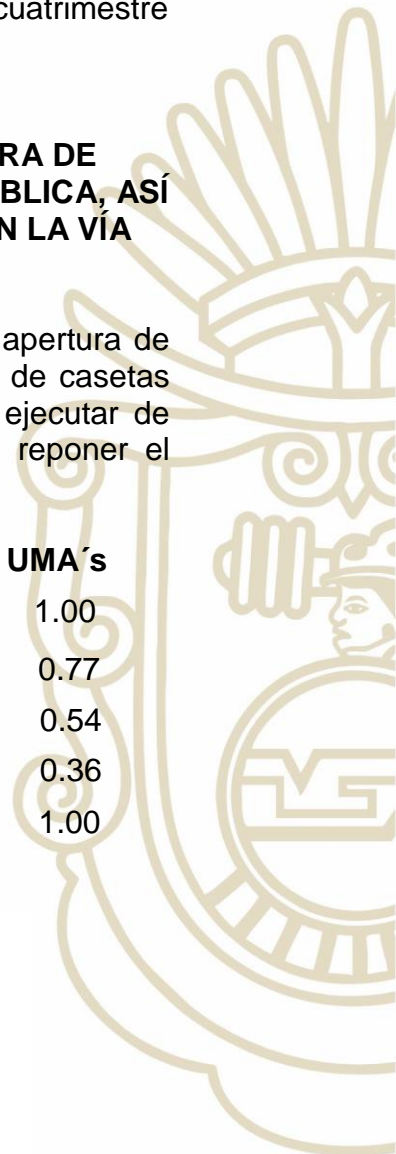 cuatrimestre
RA DE
BLICA, ASÍ
N LA VÍA
apertura de
de casetas
ejecutar de
reponer el
UMA´s
1.00
0.77
0.54
0.36
1.00